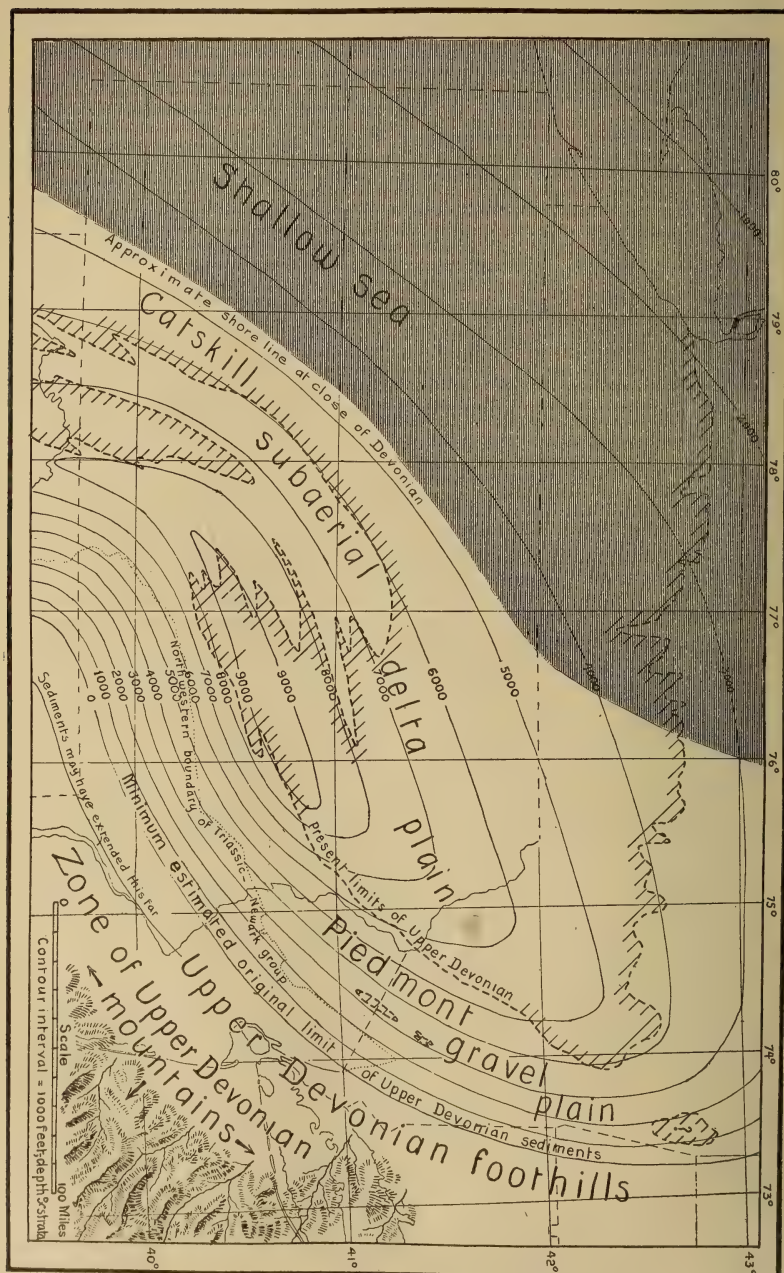 80°
79°
78°
77°
76°
75°
74°
73°
43°
42°
41°
40°
1000
2000
3000
4000
5000
6000
7000
8000
9000
Shallow sea
Approximate shore line at close of Devonian
Catskill subaerial delta plain
Northwestern boundary of Triassic Newark group
9000
8000
7000
6000
5000
4000
3000
2000
1000
0
present limits of Upper Devonian
Piedmont gravel plain
Minimum estimated original limit of Upper Devonian sediments
Sediments may have extended this far
Upper Devonian foothills
Zone of Upper Devonian
mountains
0
Scale
100 Miles
Contour interval = 1000 feet, depth of strata